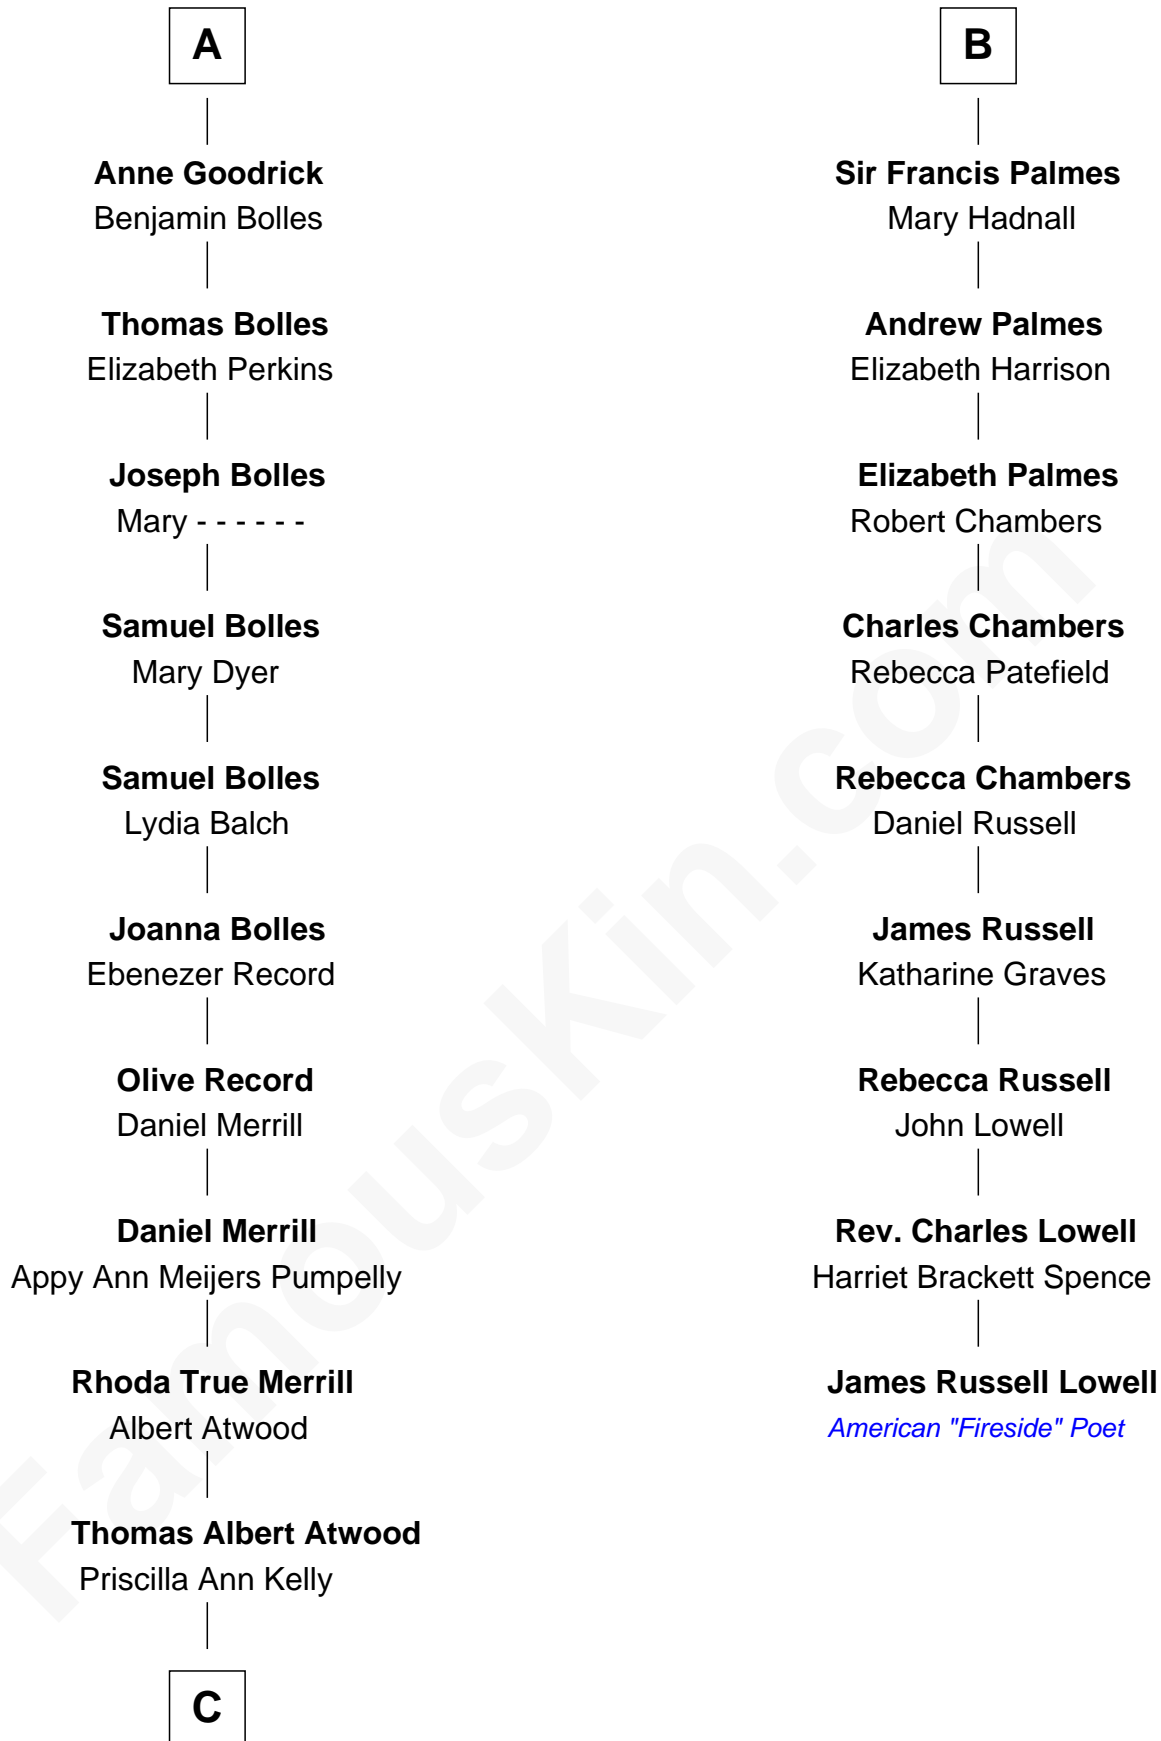 A
Anne Goodrick
Benjamin Bolles
Thomas Bolles
Elizabeth Perkins
Joseph Bolles
Mary - - - - - -
Samuel Bolles
Mary Dyer
Samuel Bolles
Lydia Balch
Joanna Bolles
Ebenezer Record
Olive Record
Daniel Merrill
Daniel Merrill
Appy Ann Meijers Pumpelly
Rhoda True Merrill
Albert Atwood
Thomas Albert Atwood
Priscilla Ann Kelly
C
B
Sir Francis Palmes
Mary Hadnall
Andrew Palmes
Elizabeth Harrison
Elizabeth Palmes
Robert Chambers
Charles Chambers
Rebecca Patefield
Rebecca Chambers
Daniel Russell
James Russell
Katharine Graves
Rebecca Russell
John Lowell
Rev. Charles Lowell
Harriet Brackett Spence
James Russell Lowell
American "Fireside" Poet
FamousKin.com